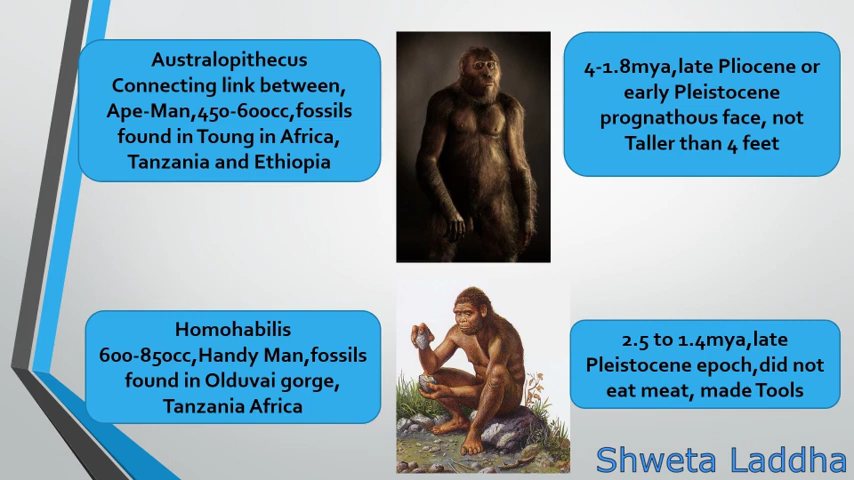 Australopithecus
Connecting link between,
Ape-Man,450-600cc,fossils
found in Toung in Africa,
Tanzania and Ethiopia
4-1.8mya,late Pliocene or
early Pleistocene
prognathous face, not
Taller than 4 feet
Homohabilis
600-850cc,Handy Man,fossils
found in Olduvai gorge,
Tanzania Africa
2.5 to 1.4mya,late
Pleistocene epoch,did not
eat meat, made Tools
Shweta Laddha